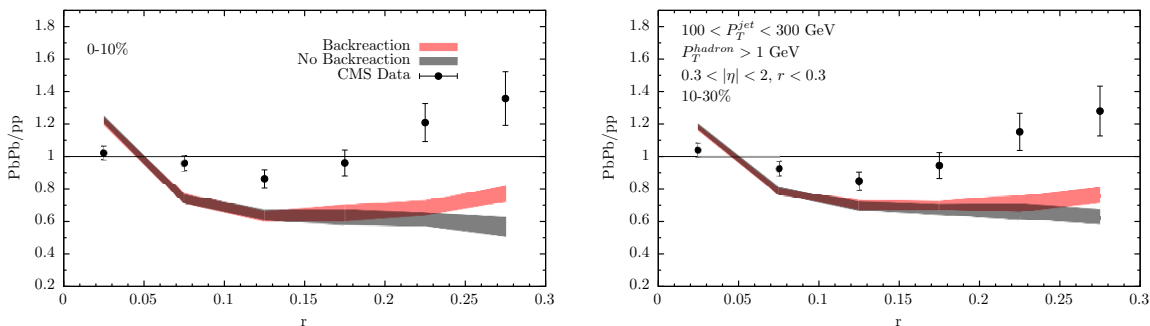 PbPb/pp
1.8
1.6
1.4
1.2
1
0.8
0.6
0.4
0.2
0-10%
Backreaction
No Backreaction
CMS Data
0 0.05 0.1 0.15 0.2 0.25 0.3
r
PbPb/pp
1.8
1.6
1.4
1.2
1
0.8
0.6
0.4
0.2
100 < P_T^{jet} < 300 GeV
P_T^{hadron} > 1 GeV
0.3 < |η| < 2, r < 0.3
10-30%
0 0.05 0.1 0.15 0.2 0.25 0.3
r